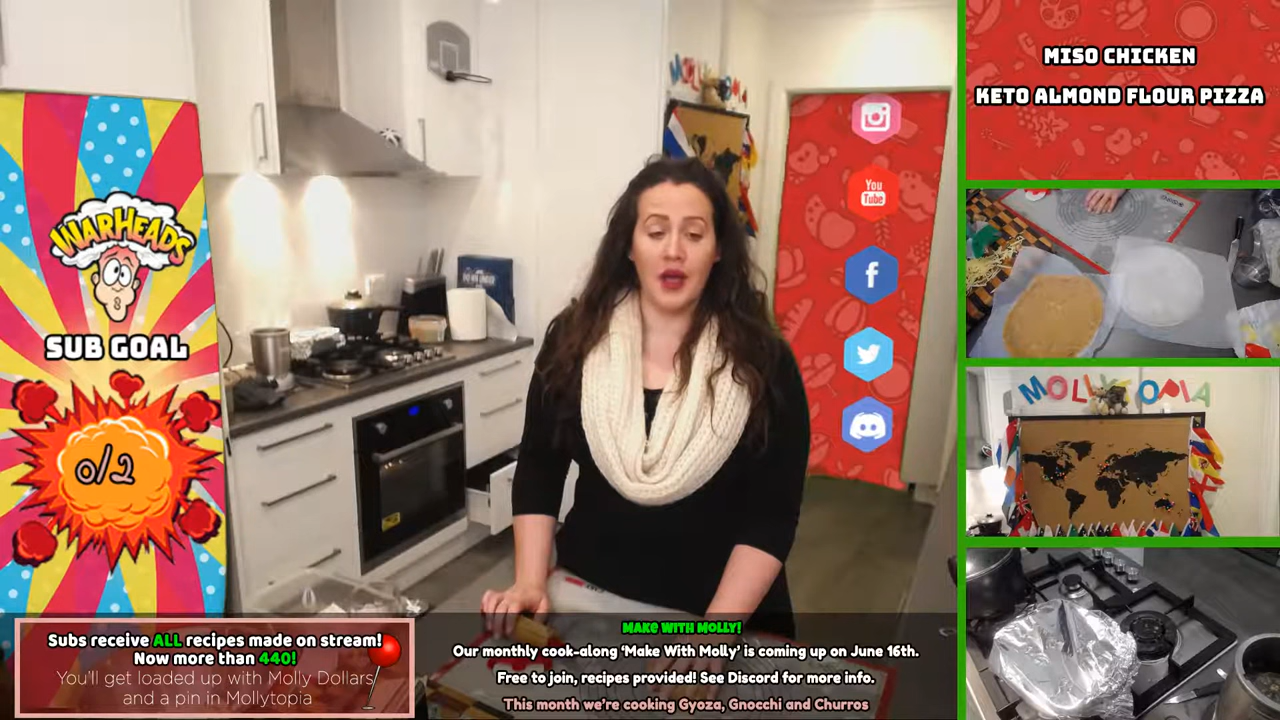 WARHEADS
SUB GOAL
0/2
You
Tube
MISO CHICKEN
KETO ALMOND FLOUR PIZZA
MOLLYTOPIA
Subs receive ALL recipes made on stream!
Now more than 440!
You'll get loaded up with Molly Dollars
and a pin in Mollytopia
MAKE WITH MOLLY!
Our monthly cook-along 'Make With Molly' is coming up on June 16th.
Free to join, recipes provided! See Discord for more info.
This month we're cooking Gyoza, Gnocchi and Churros